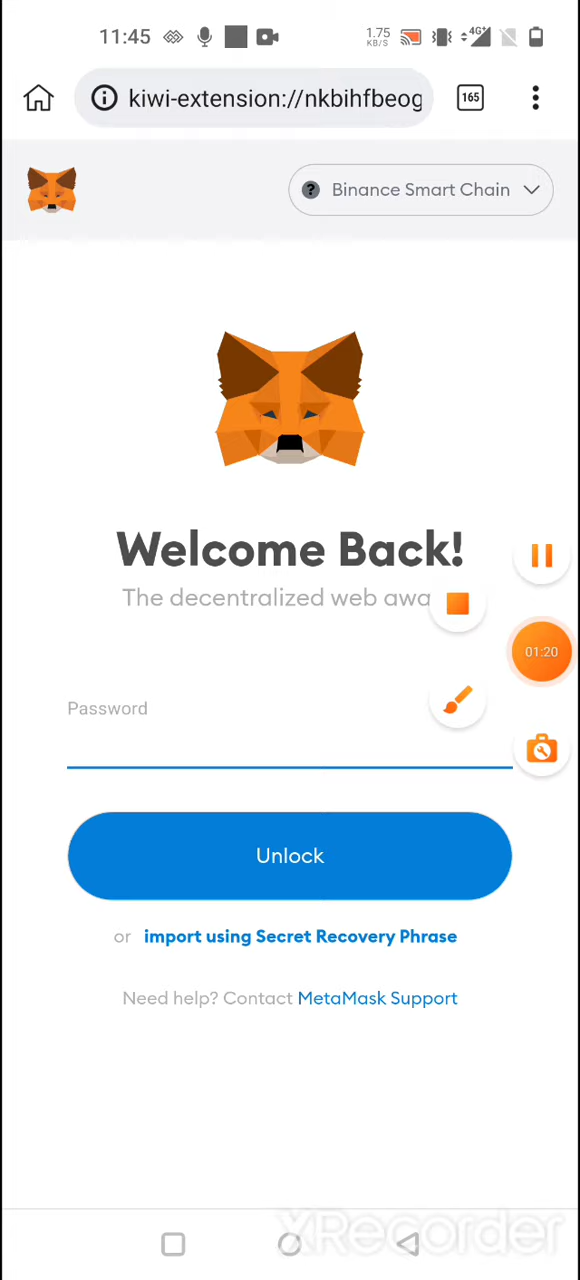 11:45 1.75 KB/S 4G+
kiwi-extension://nkbihfbeog 165
? Binance Smart Chain
Welcome Back!
The decentralized web awa
01:20
Password
Unlock
or import using Secret Recovery Phrase
Need help? Contact MetaMask Support
XRecorder